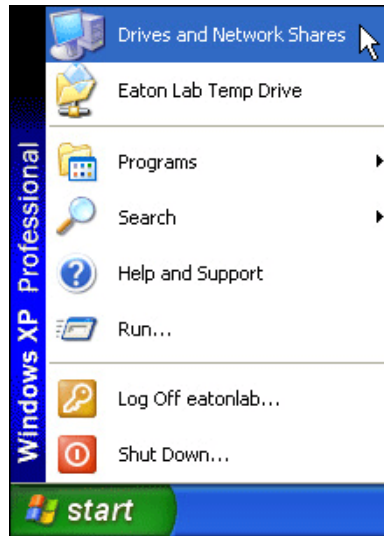 Drives and Network Shares
Eaton Lab Temp Drive
Programs
Search
Help and Support
Run...
Log Off eatonlab...
Shut Down...
Windows XP Professional
start